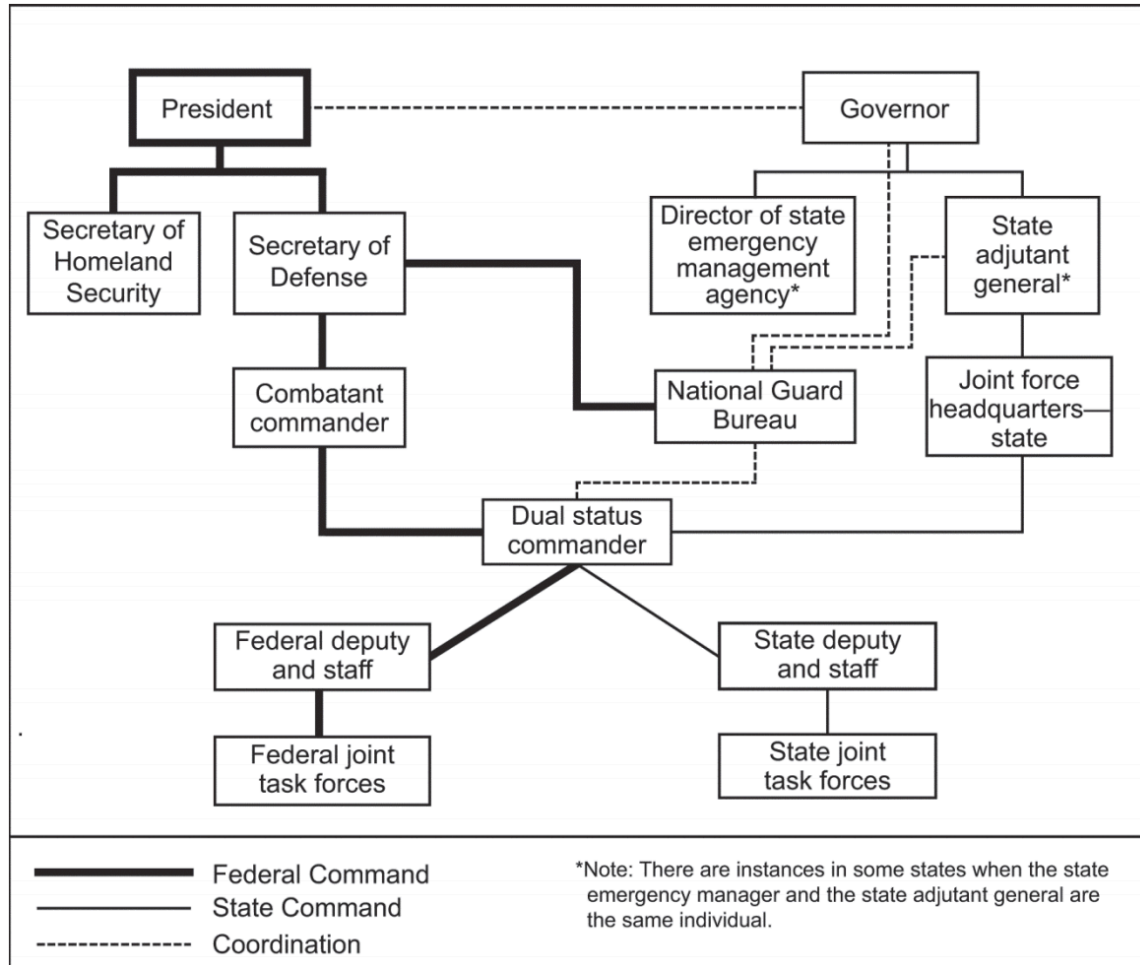 President
Governor
Secretary of
Homeland
Security
Secretary of
Defense
Director of state
emergency
management
agency*
State
adjutant
general*
Combatant
commander
National Guard
Bureau
Joint force
headquarters—
state
Dual status
commander
Federal deputy
and staff
State deputy
and staff
Federal joint
task forces
State joint
task forces
Federal Command
State Command
Coordination
*Note: There are instances in some states when the state
emergency manager and the state adjutant general are
the same individual.